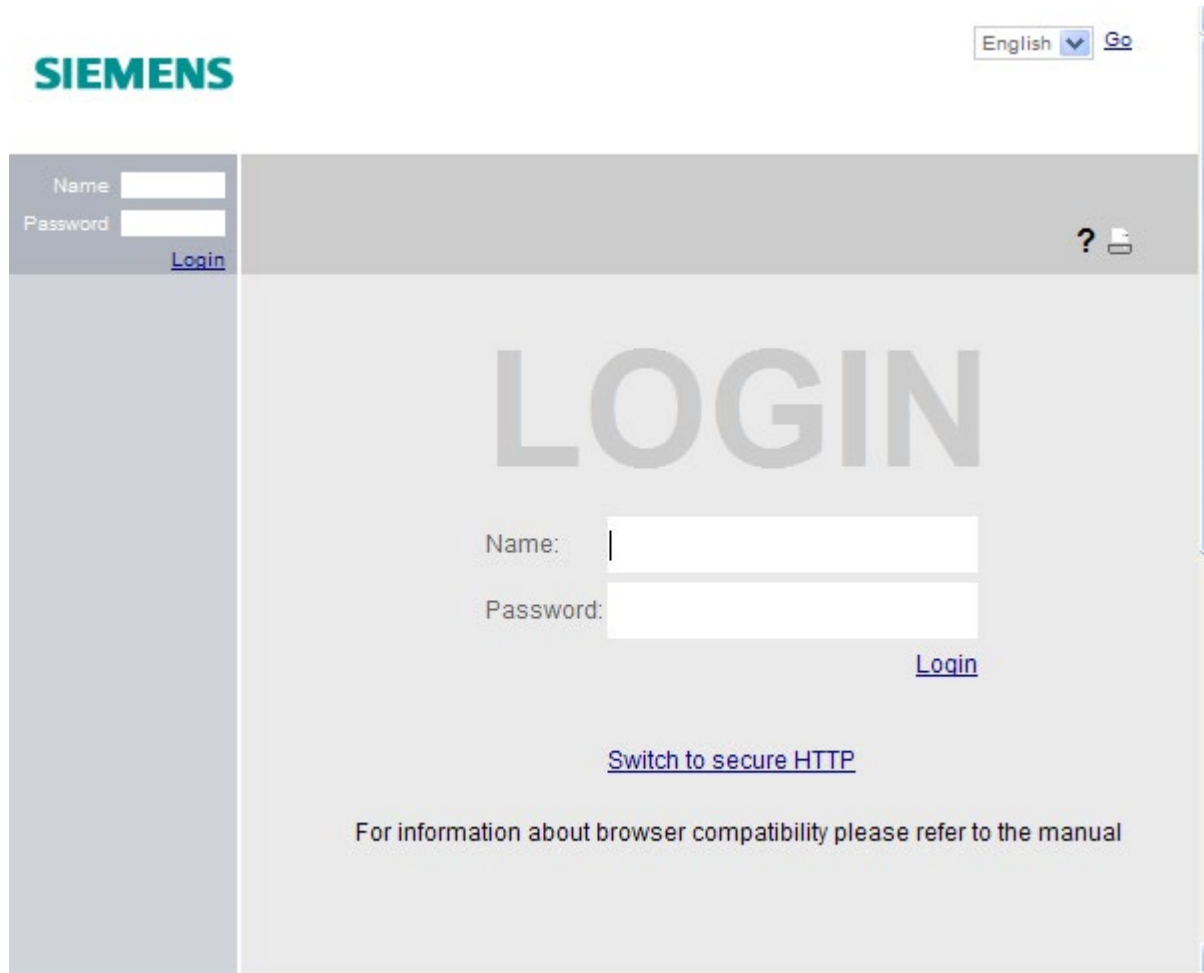 English Go
SIEMENS
Name
Password
Login
?
LOGIN
Name:
Password:
Login
Switch to secure HTTP
For information about browser compatibility please refer to the manual